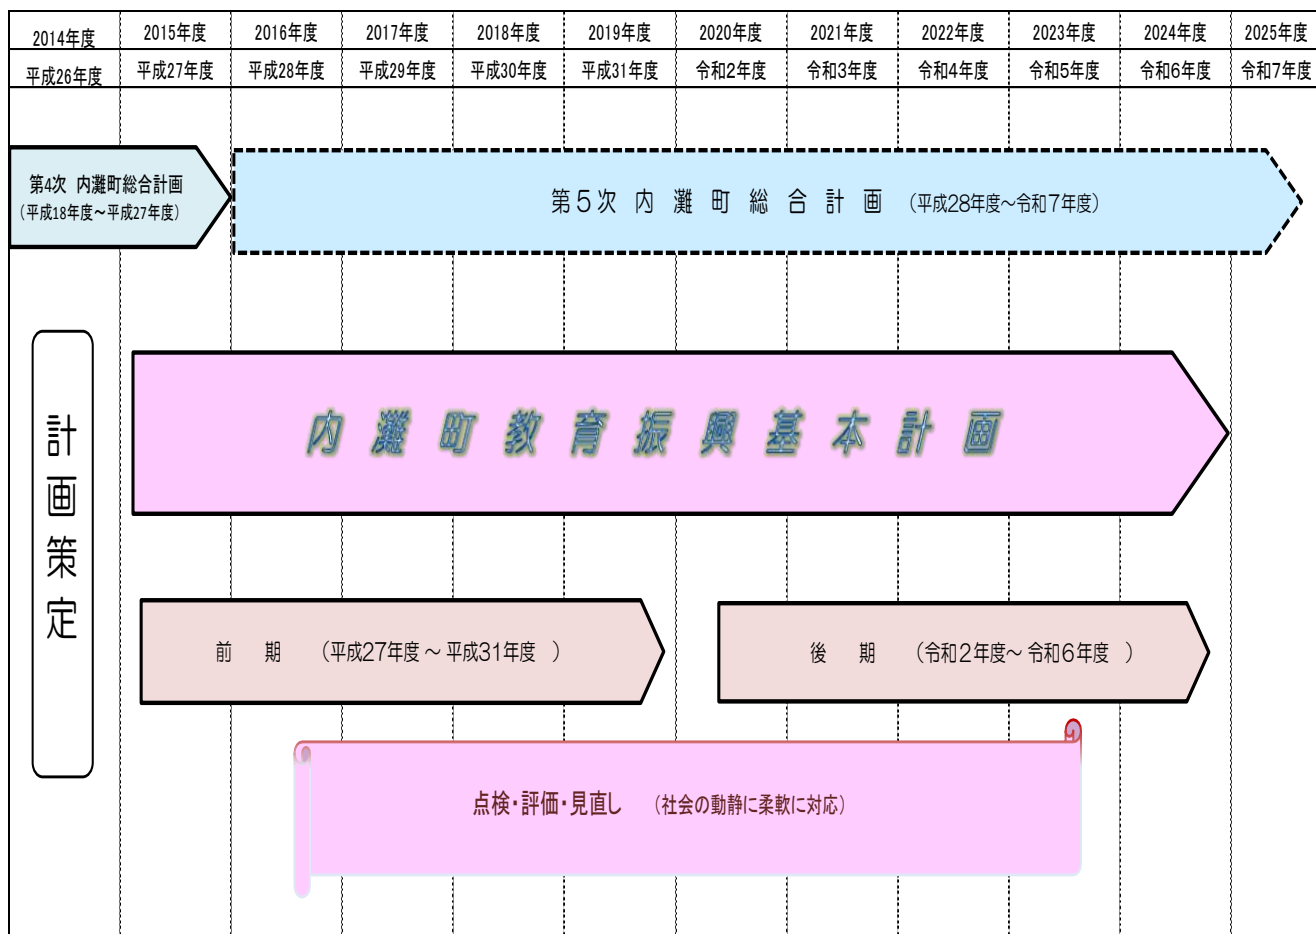 2014年度 2015年度 2016年度 2017年度 2018年度 2019年度 2020年度 2021年度 2022年度 2023年度 2024年度 2025年度
平成26年度 平成27年度 平成28年度 平成29年度 平成30年度 平成31年度 令和2年度 令和3年度 令和4年度 令和5年度 令和6年度 令和7年度
第4次 内灘町総合計画
（平成18年度～平成27年度）
第5次 内 灘 町 総 合 計 画 （平成28年度～令和7年度）
計画策定
内 灘 町 教 育 振 興 基 本 計 画
前 期 （平成27年度 ～ 平成31年度 ）
後 期 （令和2年度～ 令和6年度 ）
点検・評価・見直し （社会の動静に柔軟に対応）